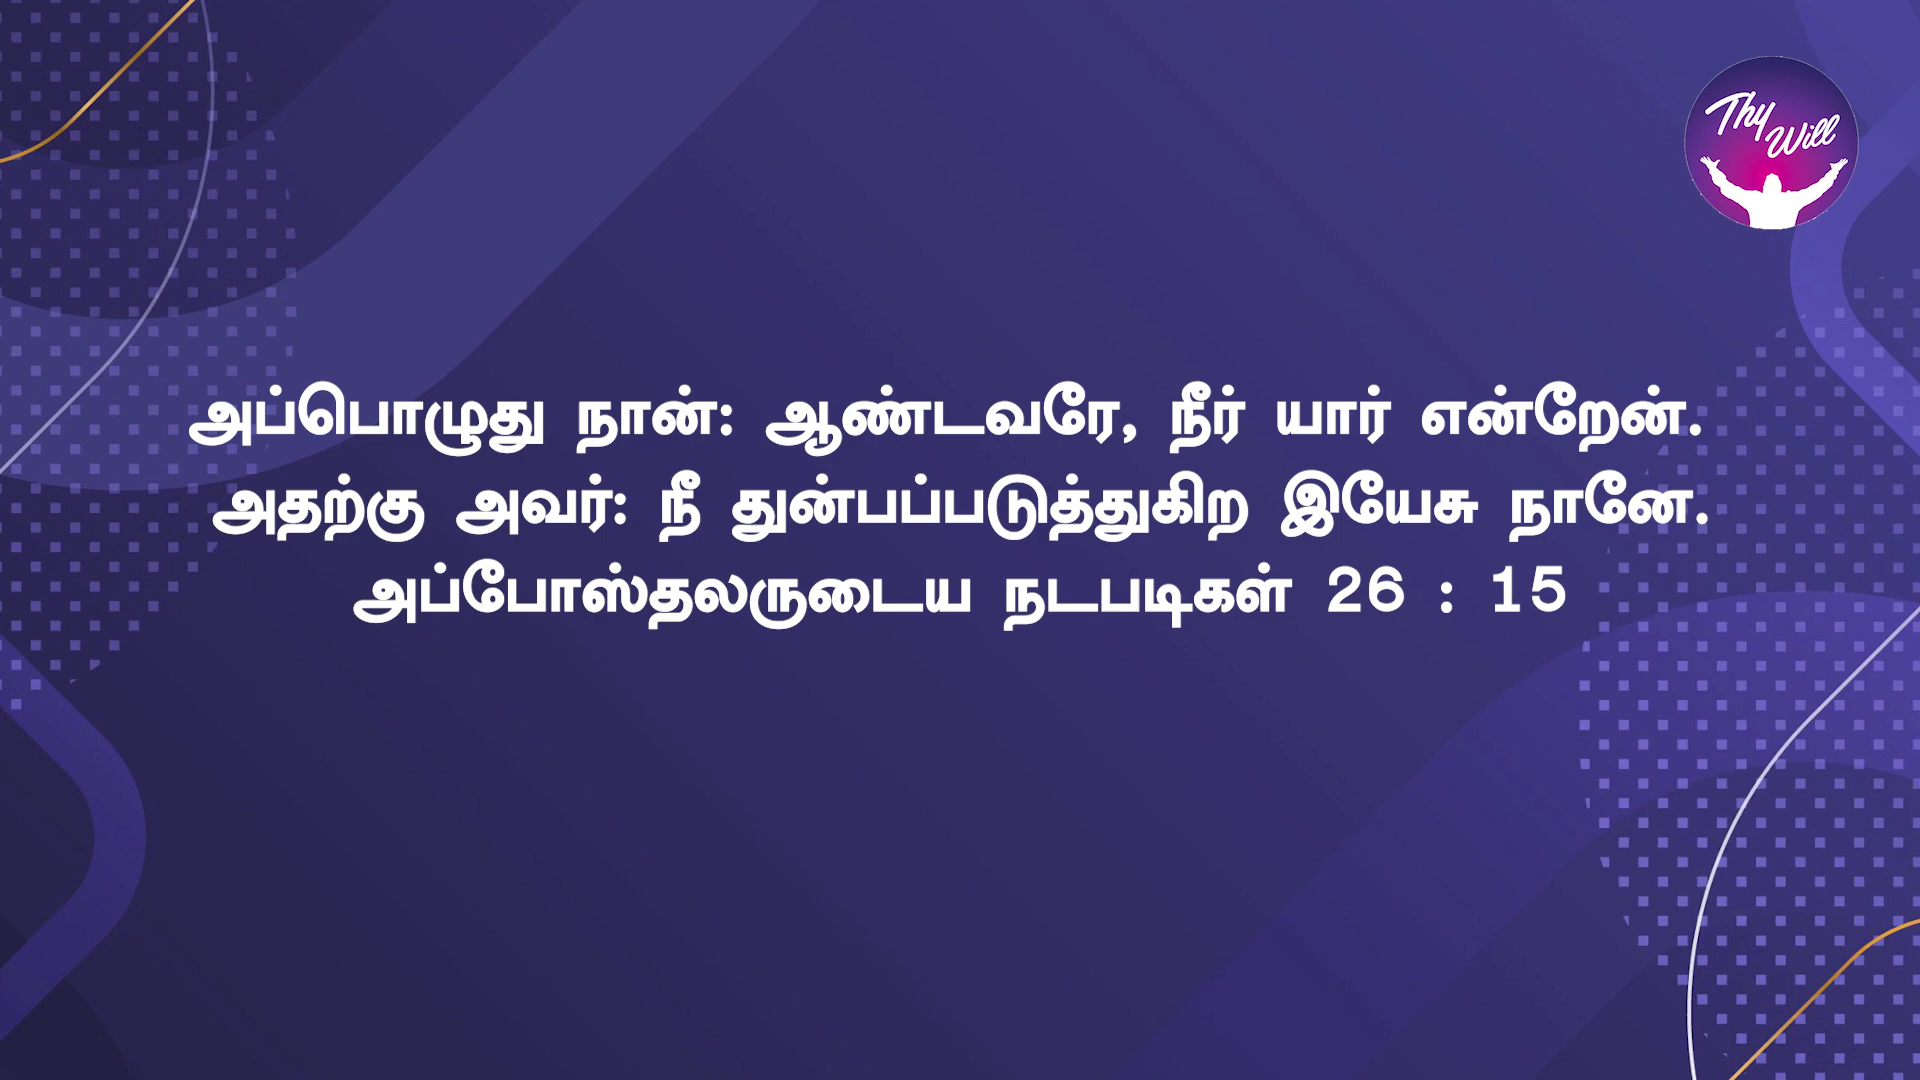 Thy
Will
அப்பொழுது நான்: ஆண்டவரே, நீர் யார் என்றேன்.
அதற்கு அவர்: நீ துன்பப்படுத்துகிற இயேசு நானே.
அப்போஸ்தலருடைய நடபடிகள் 26 : 15